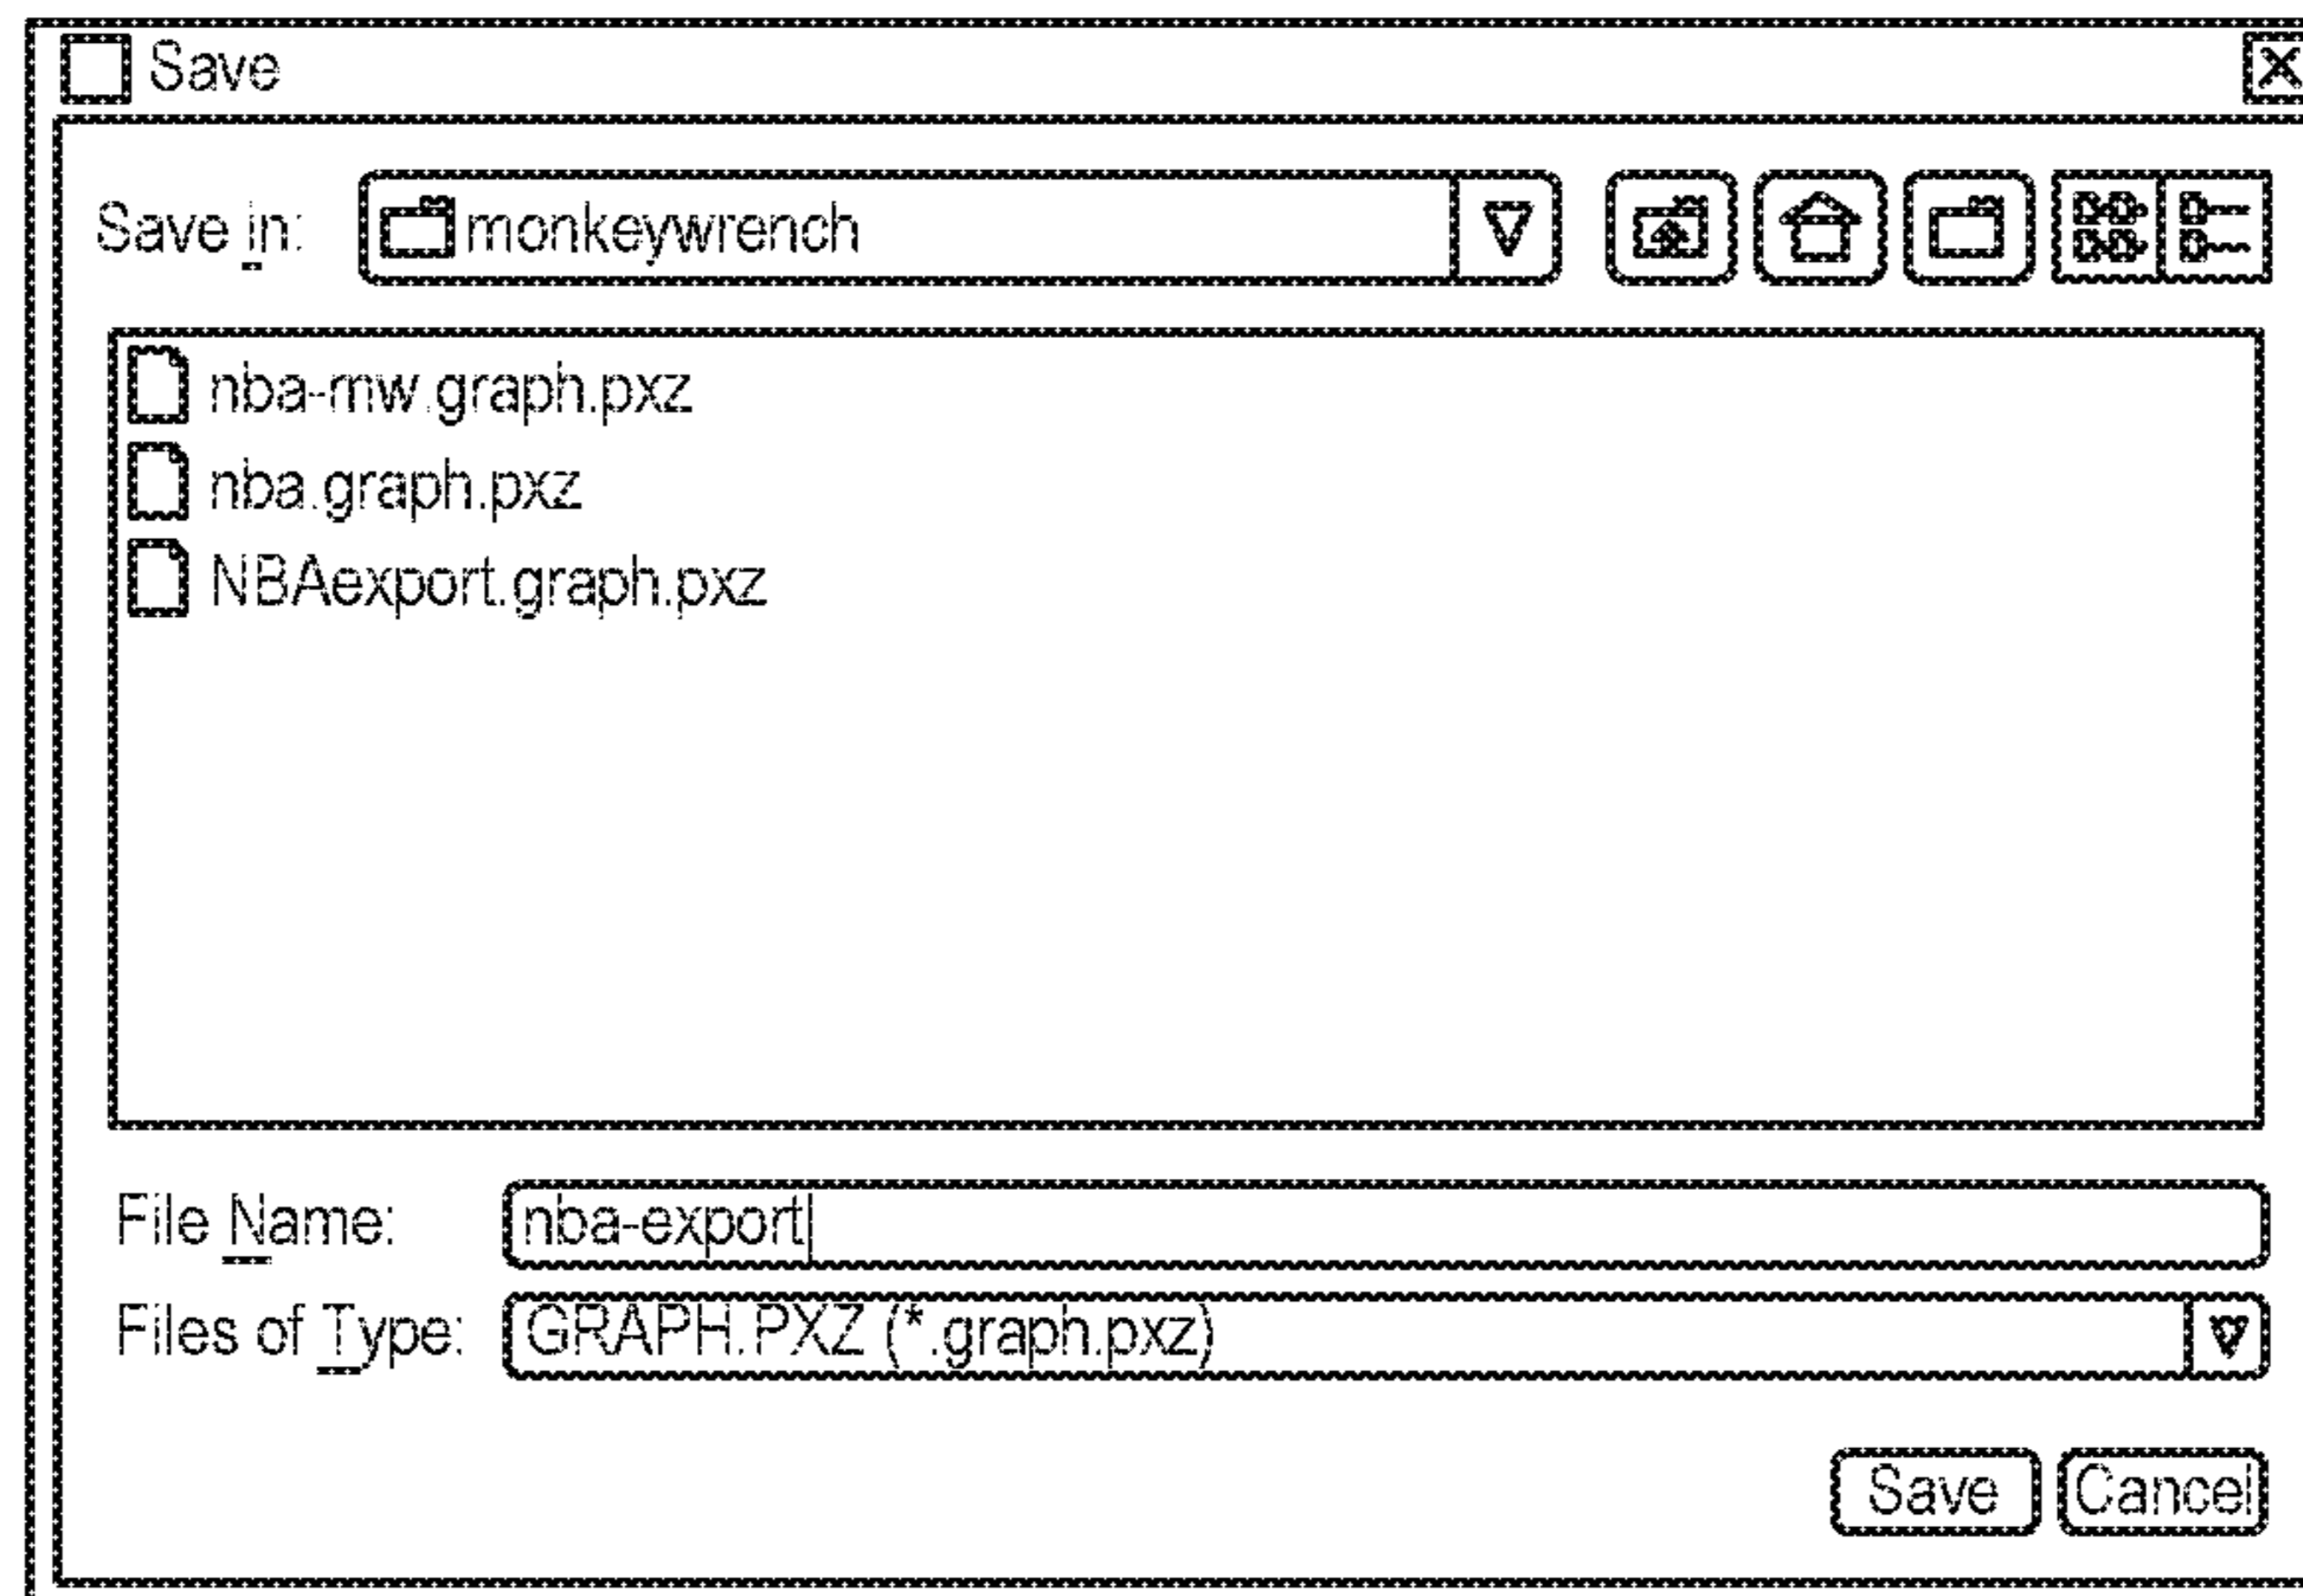 Save
Save in: monkeywrench
nba-mw.graph.pxz
nba.graph.pxz
NBAexport.graph.pxz
File Name: nba-export
Files of Type: GRAPH.PXZ (*.graph.pxz)
Save Cancel